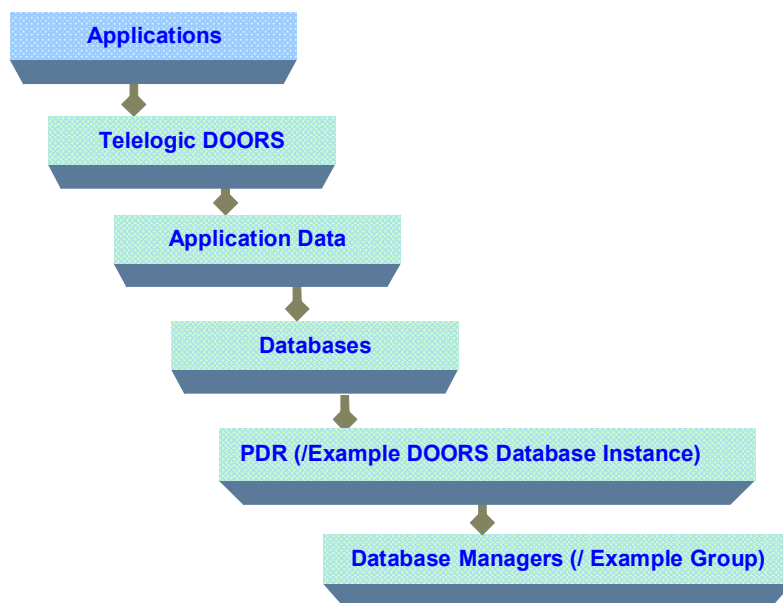 Applications
Telelogic DOORS
Application Data
Databases
PDR (/Example DOORS Database Instance)
Database Managers (/ Example Group)